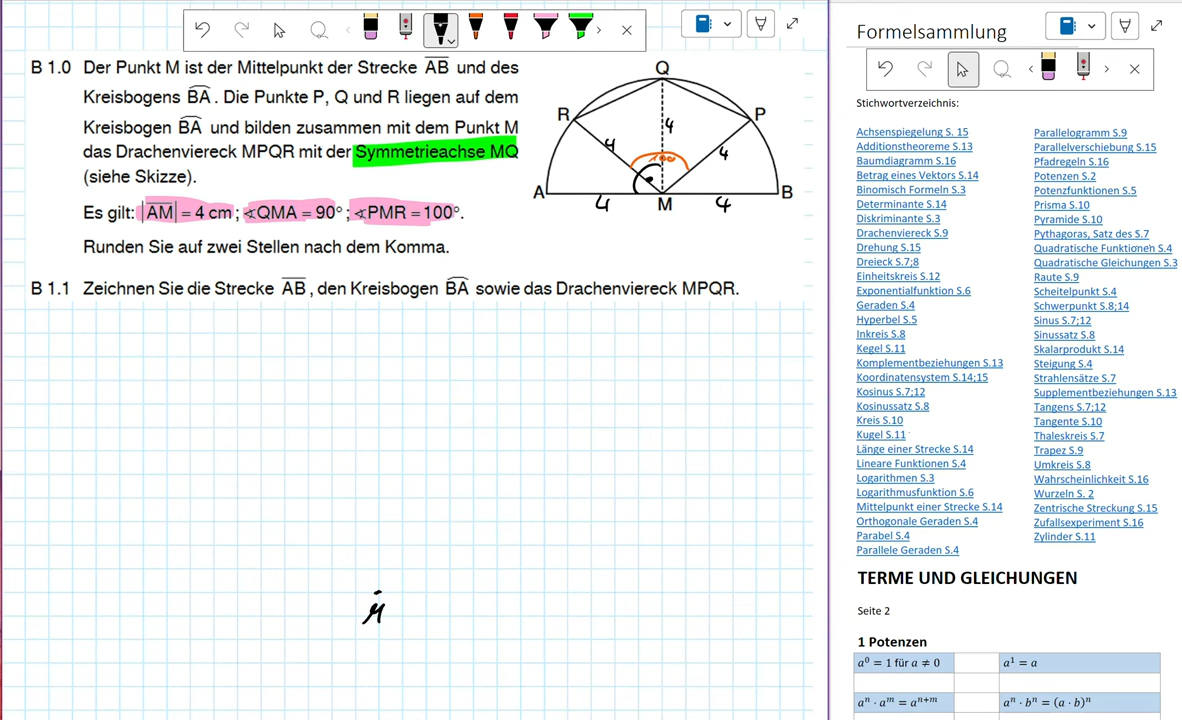 B 1.0 Der Punkt M ist der Mittelpunkt der Strecke AB und des
Kreisbogens BA. Die Punkte P, Q und R liegen auf dem
Kreisbogen BA und bilden zusammen mit dem Punkt M
das Drachenviereck MPQR mit der Symmetrieachse MQ
(siehe Skizze).
Es gilt: |AM| = 4 cm; ∢QMA = 90°; ∢PMR = 100°.
Runden Sie auf zwei Stellen nach dem Komma.
Q
R
P
4
4
4
100
A
M
B
4
4
B 1.1 Zeichnen Sie die Strecke AB, den Kreisbogen BA sowie das Drachenviereck MPQR.
M
Formelsammlung
Stichwortverzeichnis:
Achsenspiegelung S. 15
Additionstheoreme S.13
Baumdiagramm S.16
Betrag eines Vektors S.14
Binomisch Formeln S.3
Determinante S.14
Diskriminante S.3
Drachenviereck S.9
Drehung S.15
Dreieck S.7;8
Einheitskreis S.12
Exponentialfunktion S.6
Geraden S.4
Hyperbel S.5
Inkreis S.8
Kegel S.11
Komplementbeziehungen S.13
Koordinatensystem S.14;15
Kosinus S.7;12
Kosinussatz S.8
Kreis S.10
Kugel S.11
Länge einer Strecke S.14
Lineare Funktionen S.4
Logarithmen S.3
Logarithmusfunktion S.6
Mittelpunkt einer Strecke S.14
Orthogonale Geraden S.4
Parabel S.4
Parallele Geraden S.4
Parallelogramm S.9
Parallelverschiebung S.15
Pfadregeln S.16
Potenzen S.2
Potenzfunktionen S.5
Prisma S.10
Pyramide S.10
Pythagoras, Satz des S.7
Quadratische Funktionen S.4
Quadratische Gleichungen S.3
Raute S.9
Scheitelpunkt S.4
Schwerpunkt S.8;14
Sinus S.7;12
Sinussatz S.8
Skalarprodukt S.14
Steigung S.4
Strahlensätze S.7
Supplementbeziehungen S.13
Tangens S.7;12
Tangente S.10
Thaleskreis S.7
Trapez S.9
Umkreis S.8
Wahrscheinlichkeit S.16
Wurzeln S. 2
Zentrische Streckung S.15
Zufallsexperiment S.16
Zylinder S.11
TERME UND GLEICHUNGEN
Seite 2
1 Potenzen
a⁰ = 1 für a ≠ 0 a¹ = a
aⁿ · aᵐ = aⁿ⁺ᵐ aⁿ · bⁿ = (a · b)ⁿ